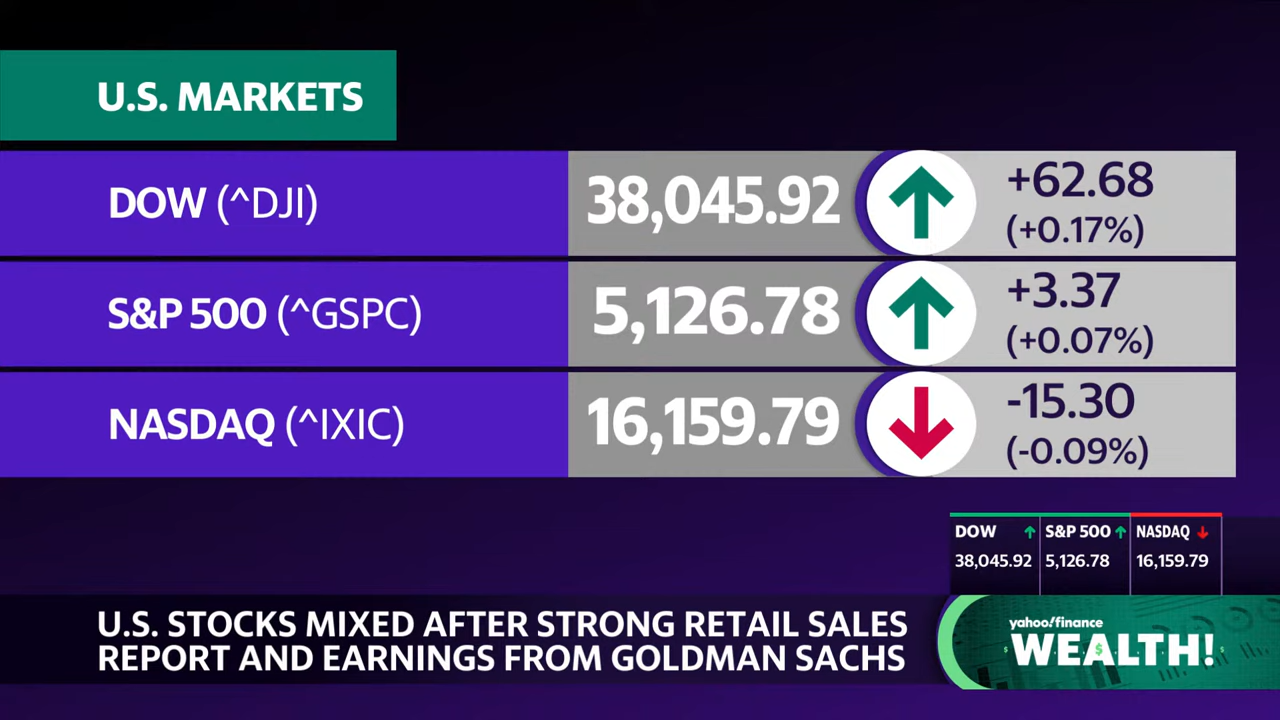 U.S. MARKETS
DOW (^DJI) 38,045.92 +62.68
(+0.17%)
S&P 500 (^GSPC) 5,126.78 +3.37
(+0.07%)
NASDAQ (^IXIC) 16,159.79 -15.30
(-0.09%)
DOW S&P 500 NASDAQ
38,045.92 5,126.78 16,159.79
U.S. STOCKS MIXED AFTER STRONG RETAIL SALES
REPORT AND EARNINGS FROM GOLDMAN SACHS
yahoo!finance
WEALTH!